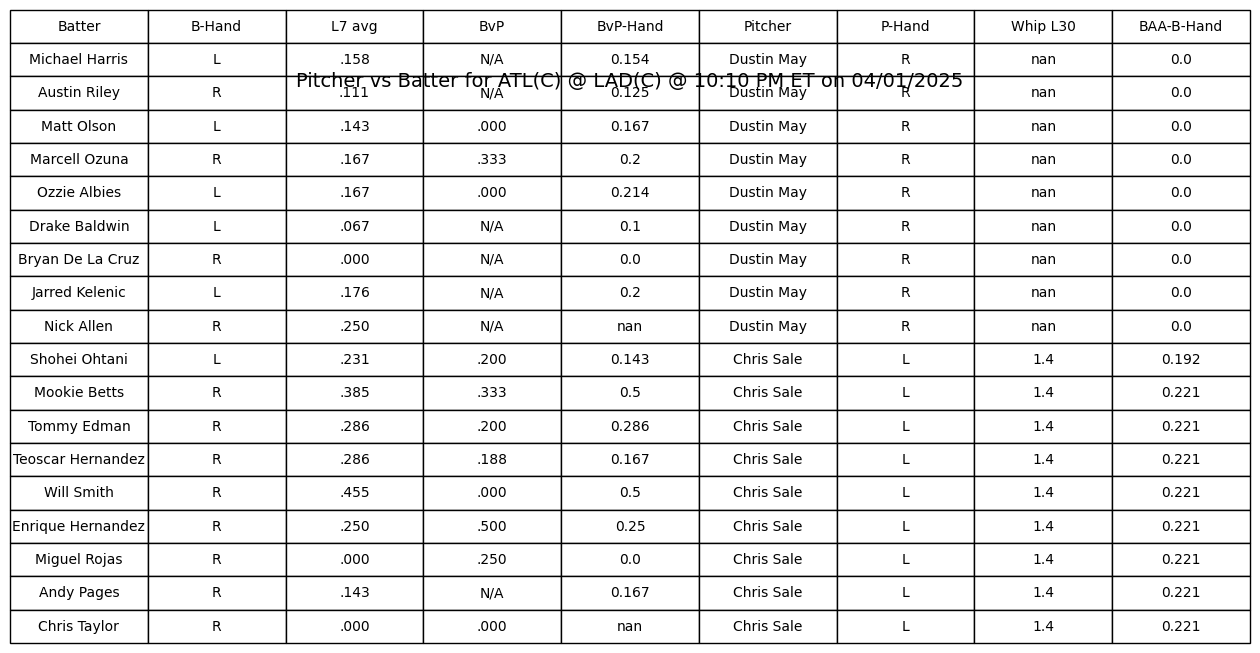 Batter B-Hand L7 avg BvP BvP-Hand Pitcher P-Hand Whip L30 BAA-B-Hand
Michael Harris L .158 N/A 0.154 Dustin May R nan 0.0
Pitcher vs Batter for ATL(C) @ LAD(C) @ 10:10 PM ET on 04/01/2025
Austin Riley R .111 N/A 0.125 Dustin May R nan 0.0
Matt Olson L .143 .000 0.167 Dustin May R nan 0.0
Marcell Ozuna R .167 .333 0.2 Dustin May R nan 0.0
Ozzie Albies L .167 .000 0.214 Dustin May R nan 0.0
Drake Baldwin L .067 N/A 0.1 Dustin May R nan 0.0
Bryan De La Cruz R .000 N/A 0.0 Dustin May R nan 0.0
Jarred Kelenic L .176 N/A 0.2 Dustin May R nan 0.0
Nick Allen R .250 N/A nan Dustin May R nan 0.0
Shohei Ohtani L .231 .200 0.143 Chris Sale L 1.4 0.192
Mookie Betts R .385 .333 0.5 Chris Sale L 1.4 0.221
Tommy Edman R .286 .200 0.286 Chris Sale L 1.4 0.221
Teoscar Hernandez R .286 .188 0.167 Chris Sale L 1.4 0.221
Will Smith R .455 .000 0.5 Chris Sale L 1.4 0.221
Enrique Hernandez R .250 .500 0.25 Chris Sale L 1.4 0.221
Miguel Rojas R .000 .250 0.0 Chris Sale L 1.4 0.221
Andy Pages R .143 N/A 0.167 Chris Sale L 1.4 0.221
Chris Taylor R .000 .000 nan Chris Sale L 1.4 0.221